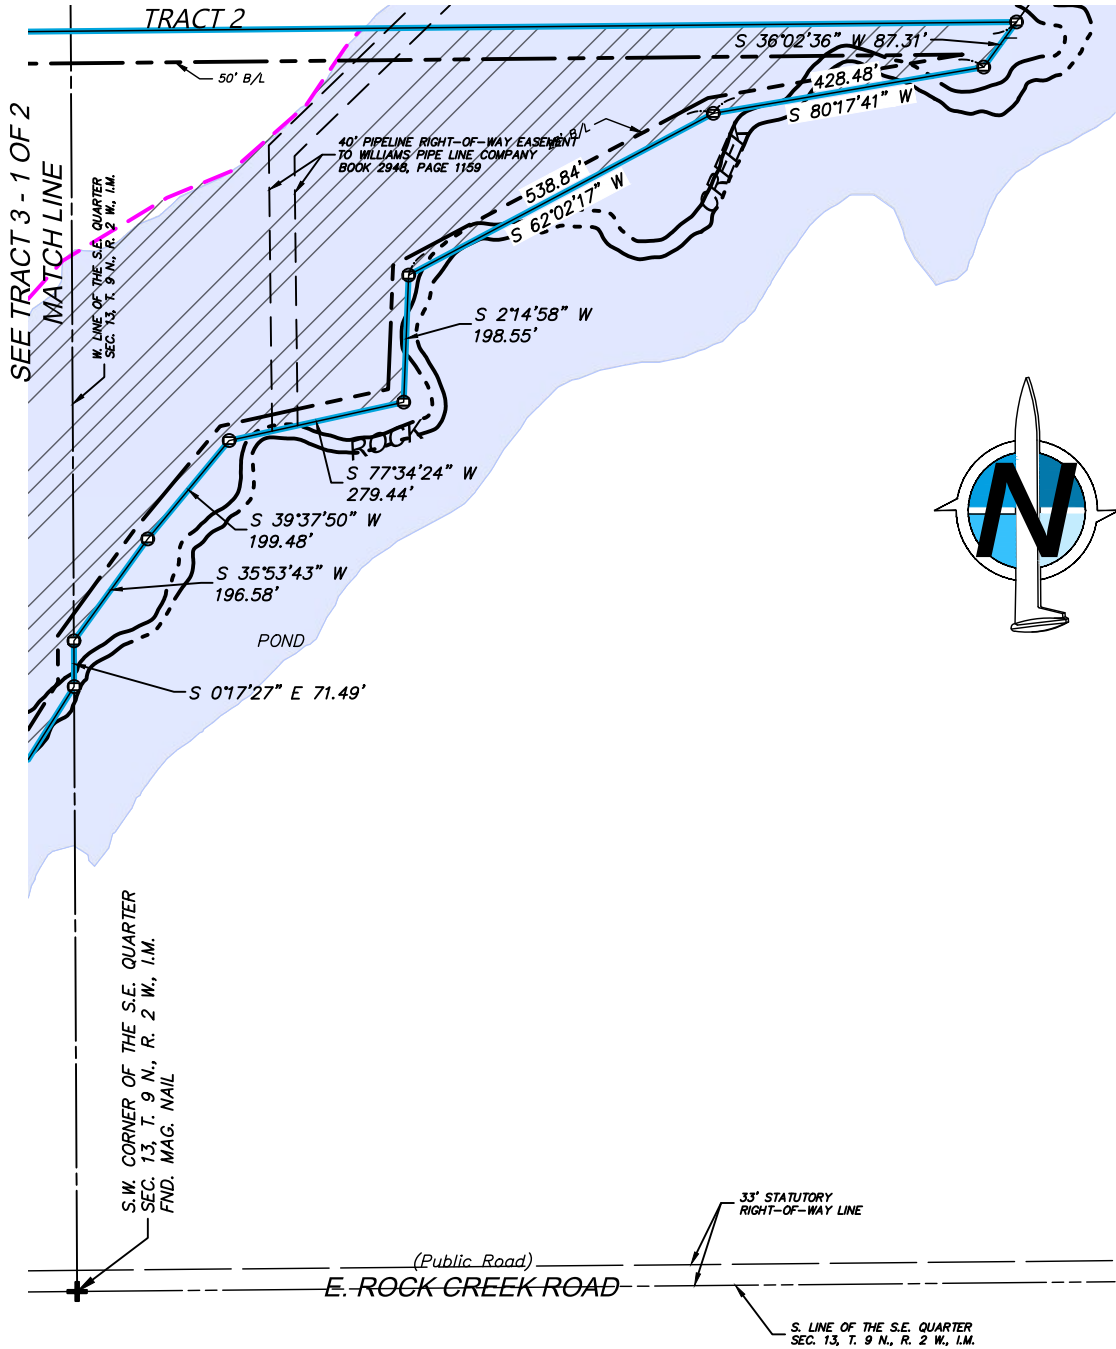 TRACT 2
S 36°02'36" W 87.31'
50' B/L
428.48'
S 80°17'41" W
SEE TRACT 3 - 1 OF 2
MATCH LINE
W. LINE OF THE S.E. QUARTER
SEC. 13, T. 9 N., R. 2 W., I.M.
40' PIPELINE RIGHT-OF-WAY EASEMENT
TO WILLIAMS PIPE LINE COMPANY
BOOK 2948, PAGE 1159
B/L
538.84'
S 62°02'17" W
CREEK
S 2°14'58" W
198.55'
ROCK
S 77°34'24" W
279.44'
N
S 39°37'50" W
199.48'
S 35°53'43" W
196.58'
POND
S 0°17'27" E 71.49'
S.W. CORNER OF THE S.E. QUARTER
SEC. 13, T. 9 N., R. 2 W., I.M.
FND. MAG. NAIL
33' STATUTORY
RIGHT-OF-WAY LINE
(Public Road)
E. ROCK CREEK ROAD
S. LINE OF THE S.E. QUARTER
SEC. 13, T. 9 N., R. 2 W., I.M.